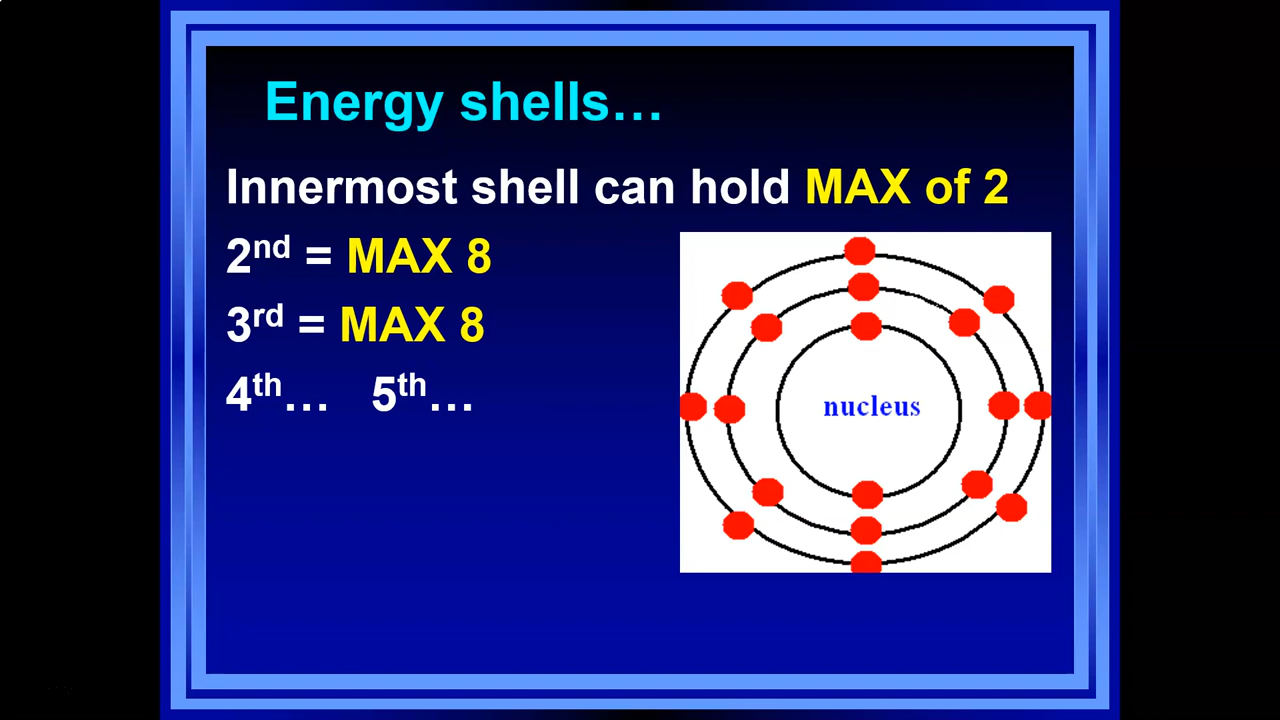 Energy shells…
Innermost shell can hold MAX of 2
2nd = MAX 8
3rd = MAX 8
4th… 5th…
nucleus